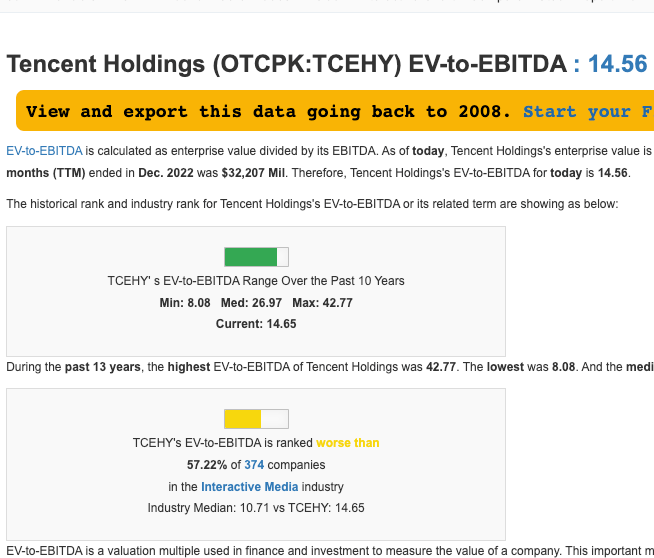 Tencent Holdings (OTCPK:TCEHY) EV-to-EBITDA : 14.56
View and export this data going back to 2008. Start your F
EV-to-EBITDA is calculated as enterprise value divided by its EBITDA. As of today, Tencent Holdings's enterprise value is
months (TTM) ended in Dec. 2022 was $32,207 Mil. Therefore, Tencent Holdings's EV-to-EBITDA for today is 14.56.
The historical rank and industry rank for Tencent Holdings's EV-to-EBITDA or its related term are showing as below:
TCEHY' s EV-to-EBITDA Range Over the Past 10 Years
Min: 8.08 Med: 26.97 Max: 42.77
Current: 14.65
During the past 13 years, the highest EV-to-EBITDA of Tencent Holdings was 42.77. The lowest was 8.08. And the medi
TCEHY's EV-to-EBITDA is ranked worse than
57.22% of 374 companies
in the Interactive Media industry
Industry Median: 10.71 vs TCEHY: 14.65
EV-to-EBITDA is a valuation multiple used in finance and investment to measure the value of a company. This important m